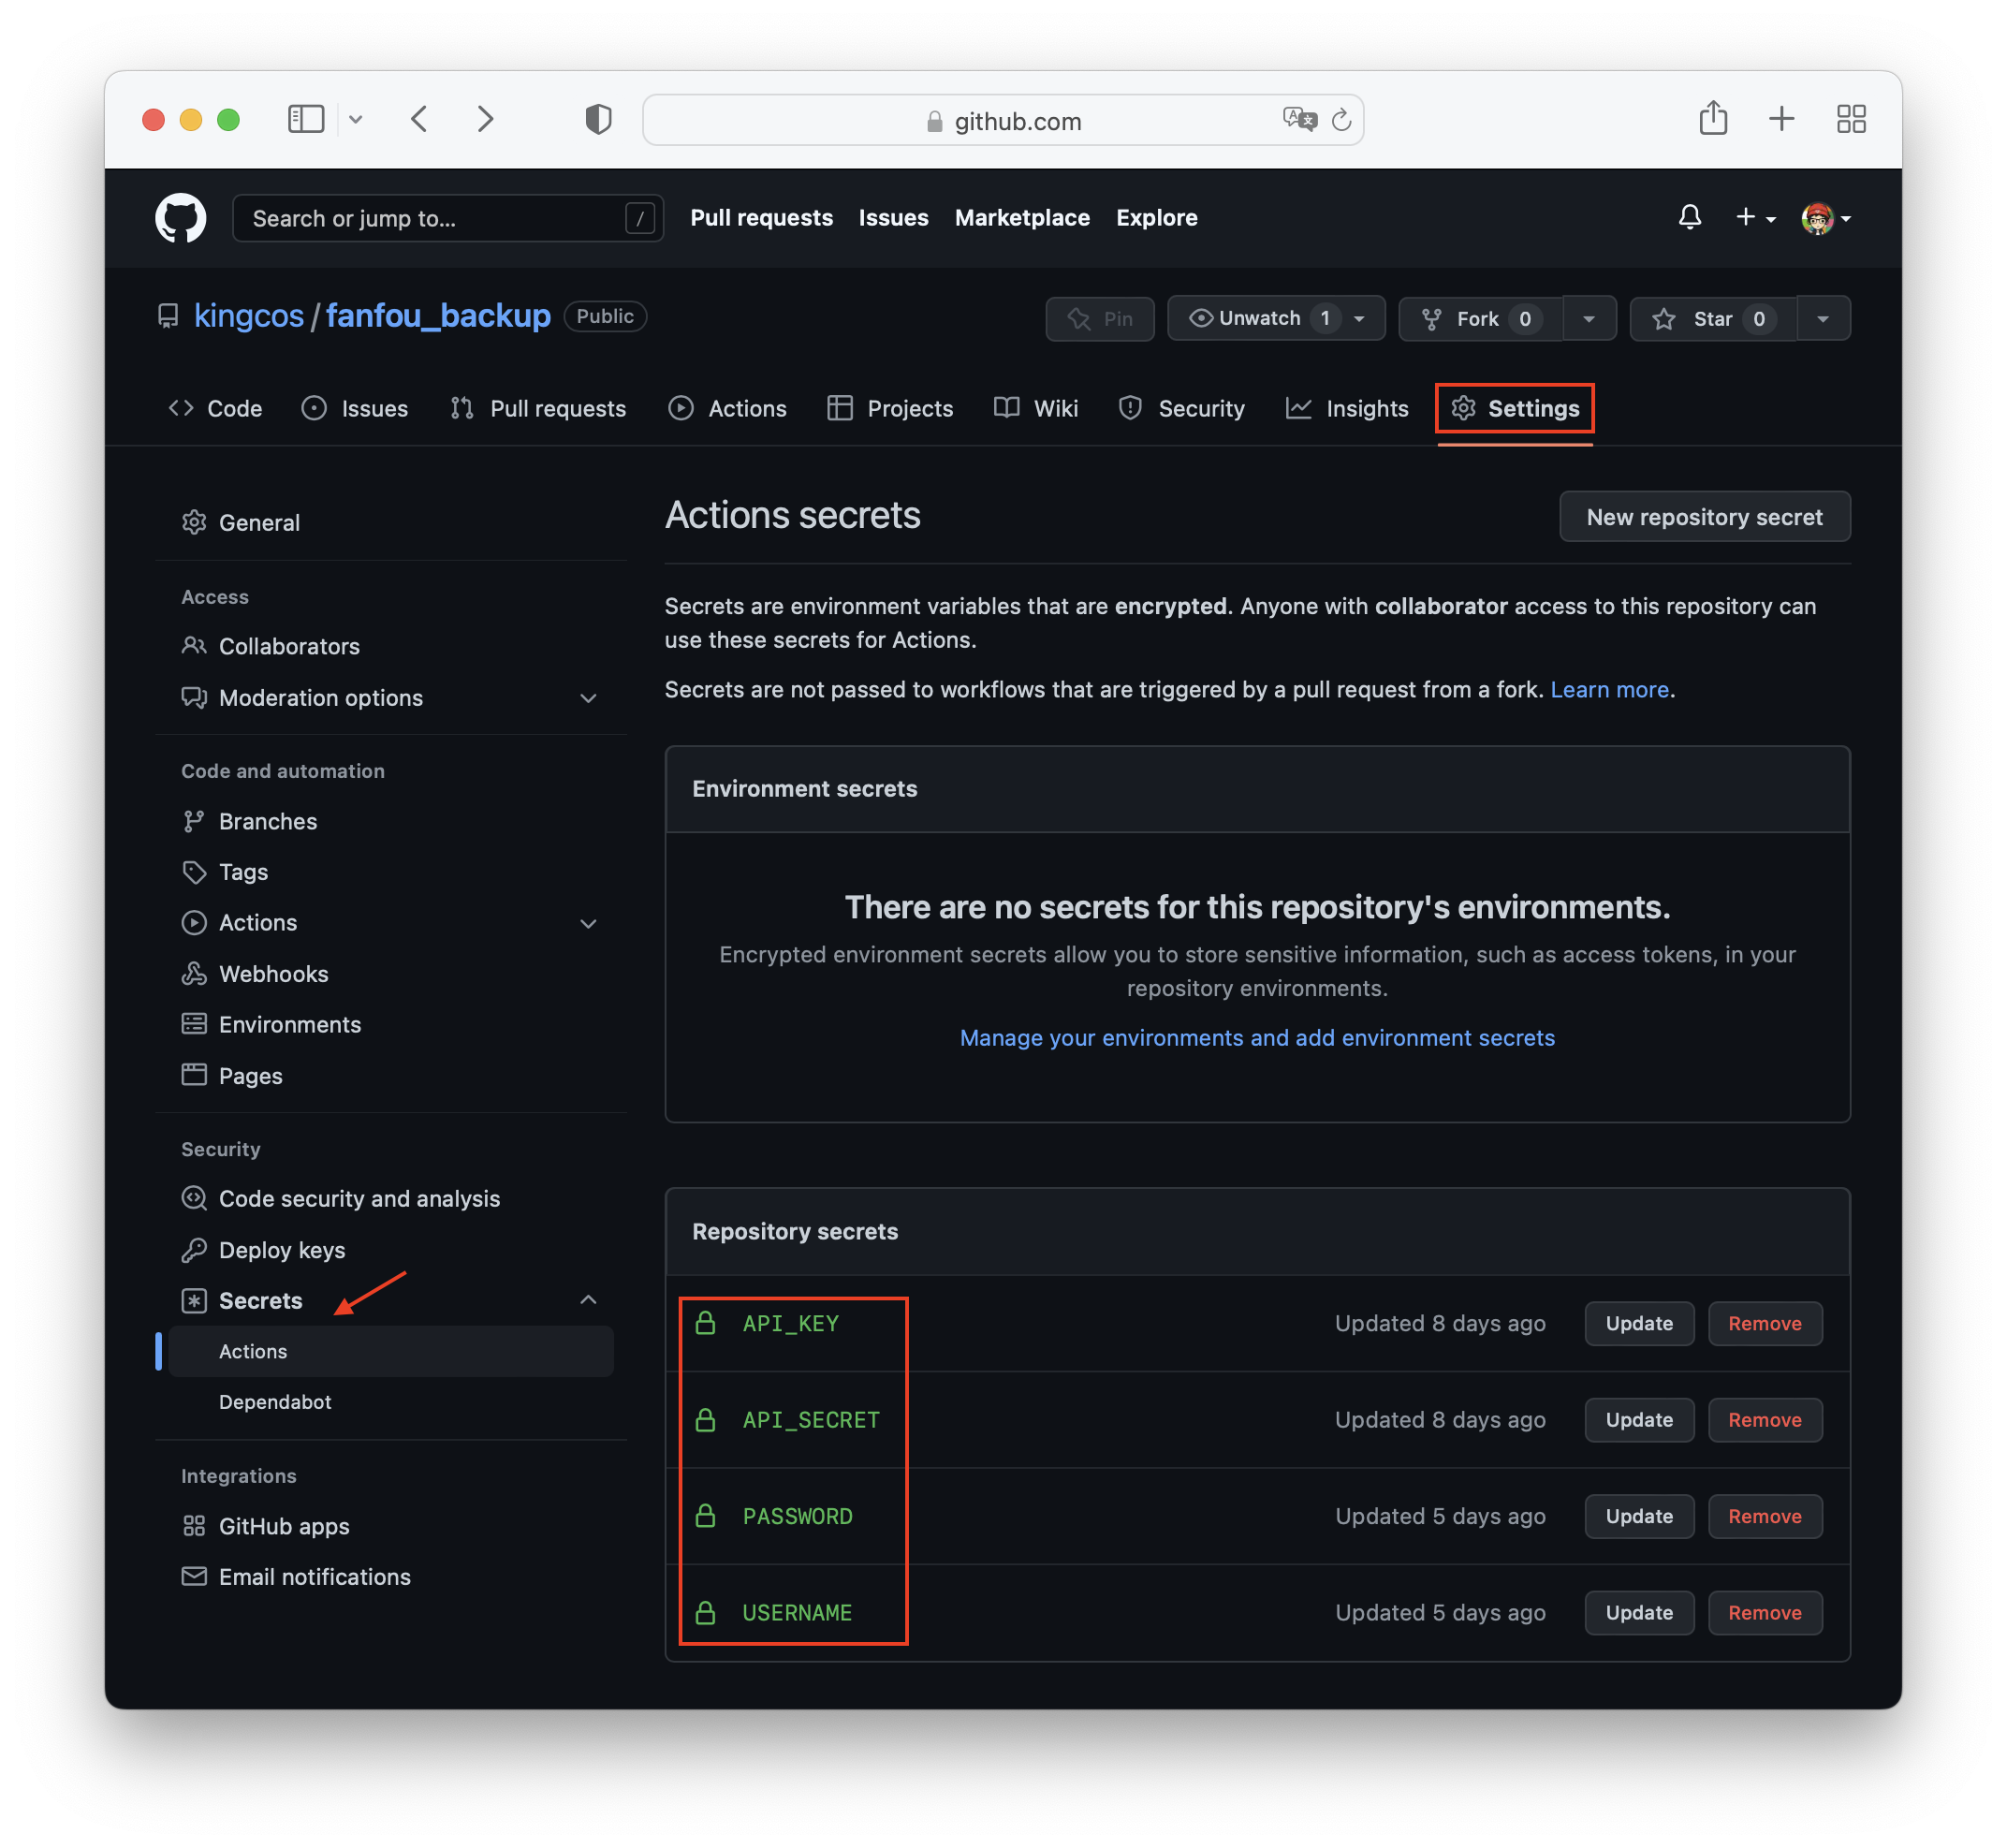 github.com
Search or jump to... /
Pull requests Issues Marketplace Explore
kingcos / fanfou_backup Public
Pin Unwatch 1 Fork 0 Star 0
Code Issues Pull requests Actions Projects Wiki Security Insights Settings
General
Access
Collaborators
Moderation options
Code and automation
Branches
Tags
Actions
Webhooks
Environments
Pages
Security
Code security and analysis
Deploy keys
Secrets
Actions
Dependabot
Integrations
GitHub apps
Email notifications
Actions secrets
New repository secret
Secrets are environment variables that are encrypted. Anyone with collaborator access to this repository can
use these secrets for Actions.
Secrets are not passed to workflows that are triggered by a pull request from a fork. Learn more.
Environment secrets
There are no secrets for this repository's environments.
Encrypted environment secrets allow you to store sensitive information, such as access tokens, in your
repository environments.
Manage your environments and add environment secrets
Repository secrets
API_KEY Updated 8 days ago Update Remove
API_SECRET Updated 8 days ago Update Remove
PASSWORD Updated 5 days ago Update Remove
USERNAME Updated 5 days ago Update Remove